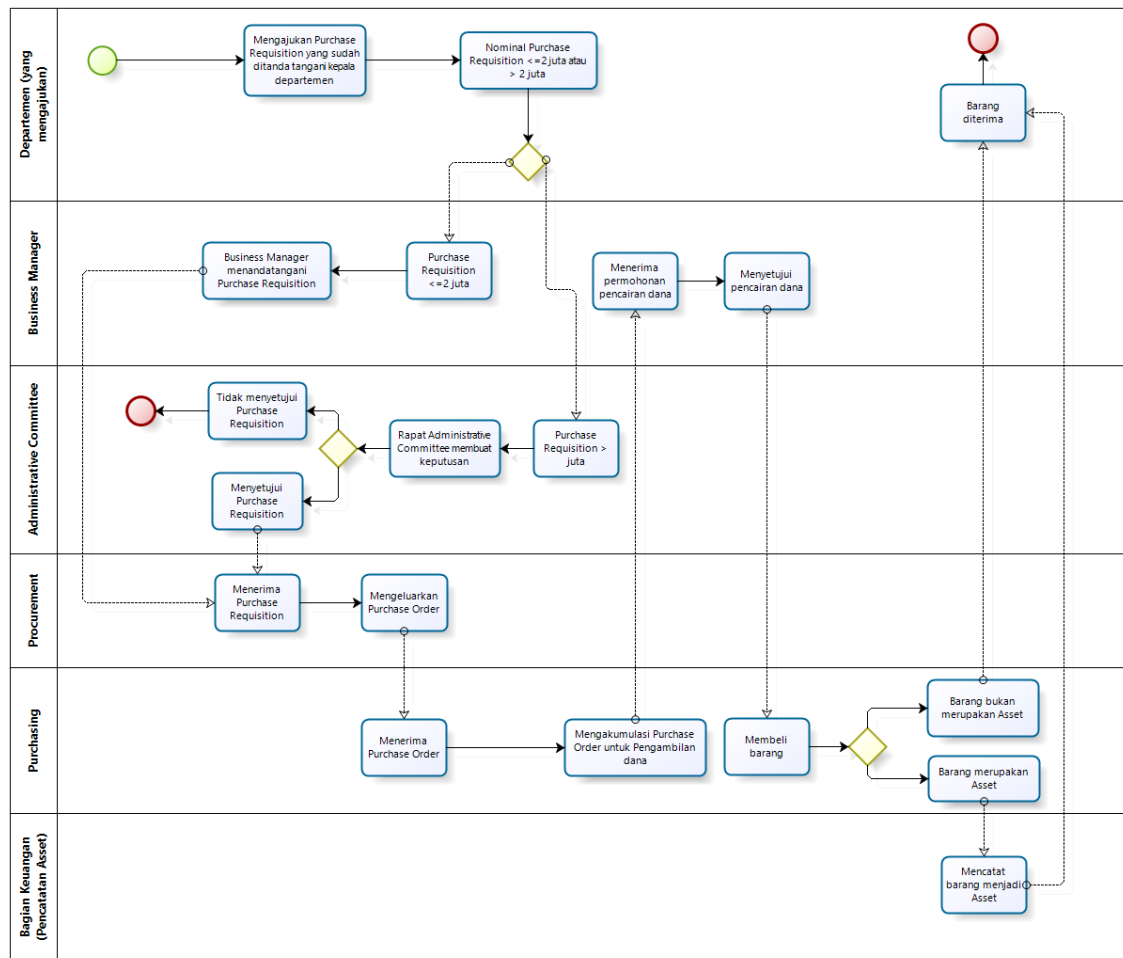 Departemen (yang
mengajukan)
Mengajukan Purchase
Requisition yang sudah
ditanda tangani kepala
departemen
Nominal Purchase
Requisition <=2 juta atau
> 2 juta
Barang
diterima
Business Manager
Business Manager
menandatangani
Purchase Requisition
Purchase
Requisition
<=2 juta
Menerima
permohonan
pencairan dana
Menyetujui
pencairan dana
Administrative Committee
Tidak menyetujui
Purchase
Requisition
Rapat Administrative
Committee membuat
keputusan
Purchase
Requisition >
juta
Menyetujui
Purchase
Requisition
Procurement
Menerima
Purchase
Requisition
Mengeluarkan
Purchase Order
Purchasing
Menerima
Purchase Order
Mengakumulasi Purchase
Order untuk Pengambilan
dana
Membeli
barang
Barang bukan
merupakan Asset
Barang merupakan
Asset
Bagian Keuangan
(Pencatatan Asset)
Mencatat
barang menjadi
Asset